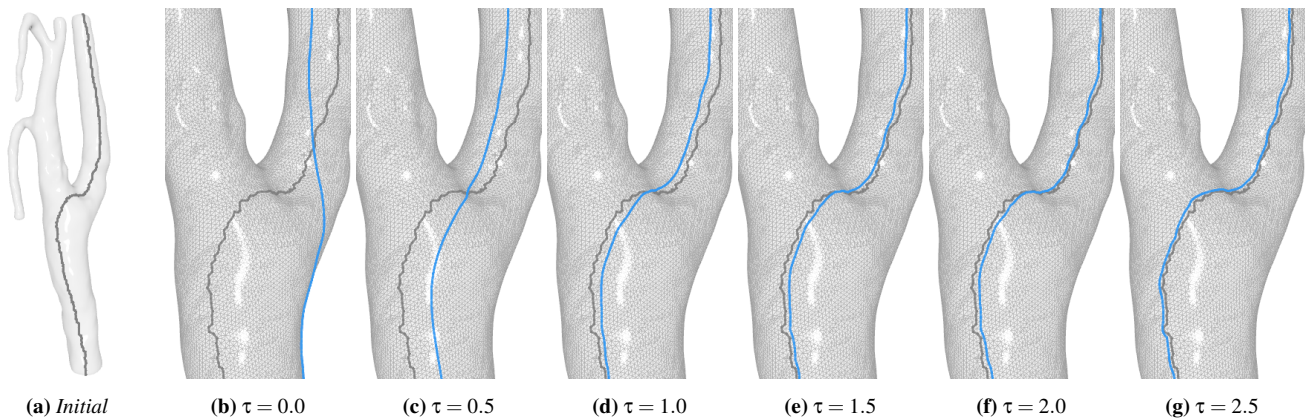 (a) Initial
(b) τ = 0.0
(c) τ = 0.5
(d) τ = 1.0
(e) τ = 1.5
(f) τ = 2.0
(g) τ = 2.5